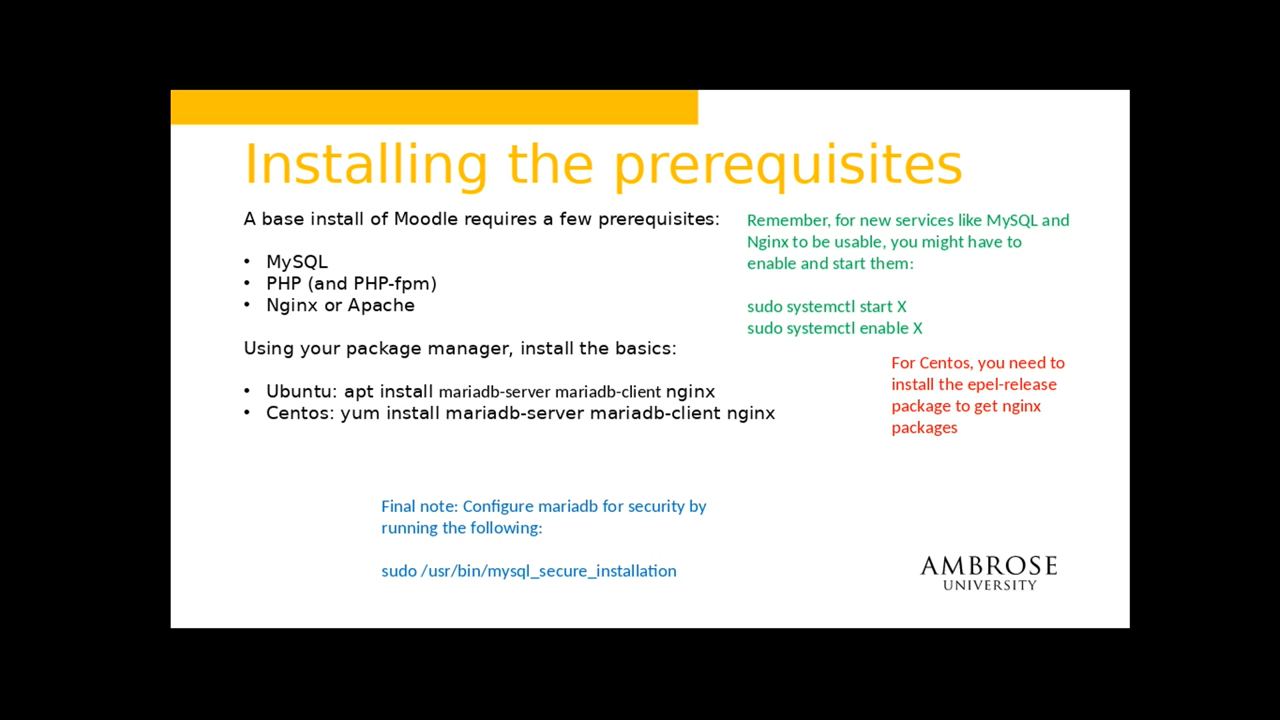 Installing the prerequisites
A base install of Moodle requires a few prerequisites:
• MySQL
• PHP (and PHP-fpm)
• Nginx or Apache
Using your package manager, install the basics:
• Ubuntu: apt install mariadb-server mariadb-client nginx
• Centos: yum install mariadb-server mariadb-client nginx
Remember, for new services like MySQL and
Nginx to be usable, you might have to
enable and start them:
sudo systemctl start X
sudo systemctl enable X
For Centos, you need to
install the epel-release
package to get nginx
packages
Final note: Configure mariadb for security by
running the following:
sudo /usr/bin/mysql_secure_installation
AMBROSE
UNIVERSITY